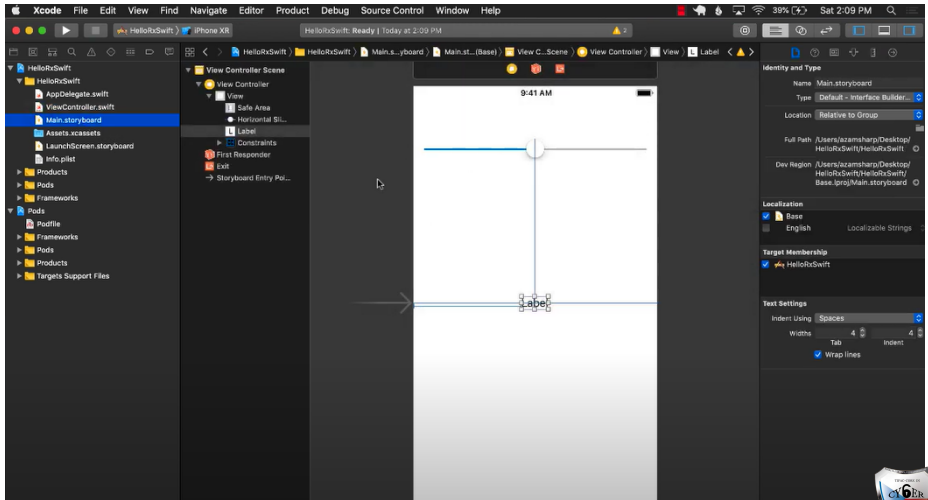 Xcode File Edit View Find Navigate Editor Product Debug Source Control Window Help 39% Sat 2:09 PM
HelloRxSwift iPhone XR HelloRxSwift: Ready | Today at 2:09 PM 2
HelloRxSwift HelloRxSwift Main.s...yboard Main.st...(Base) View C...Scene View Controller View L Label
HelloRxSwift
HelloRxSwift
AppDelegate.swift
ViewController.swift
Main.storyboard
Assets.xcassets
LaunchScreen.storyboard
Info.plist
Products
Pods
Frameworks
Pods
Podfile
Frameworks
Pods
Products
Targets Support Files
View Controller Scene
View Controller
View
Safe Area
Horizontal Sli...
L Label
Constraints
First Responder
Exit
Storyboard Entry Poi...
9:41 AM
Label
Identity and Type
Name Main.storyboard
Type Default - Interface Builder...
Location Relative to Group
Full Path /Users/azamsharp/Desktop/
HelloRxSwift/HelloRxSwift
Dev Region /Users/azamsharp/Desktop/
HelloRxSwift/HelloRxSwift/
Base.lproj/Main.storyboard
Localization
Base
English Localizable Strings
Target Membership
HelloRxSwift
Text Settings
Indent Using Spaces
Widths 4 4
Tab Indent
Wrap lines